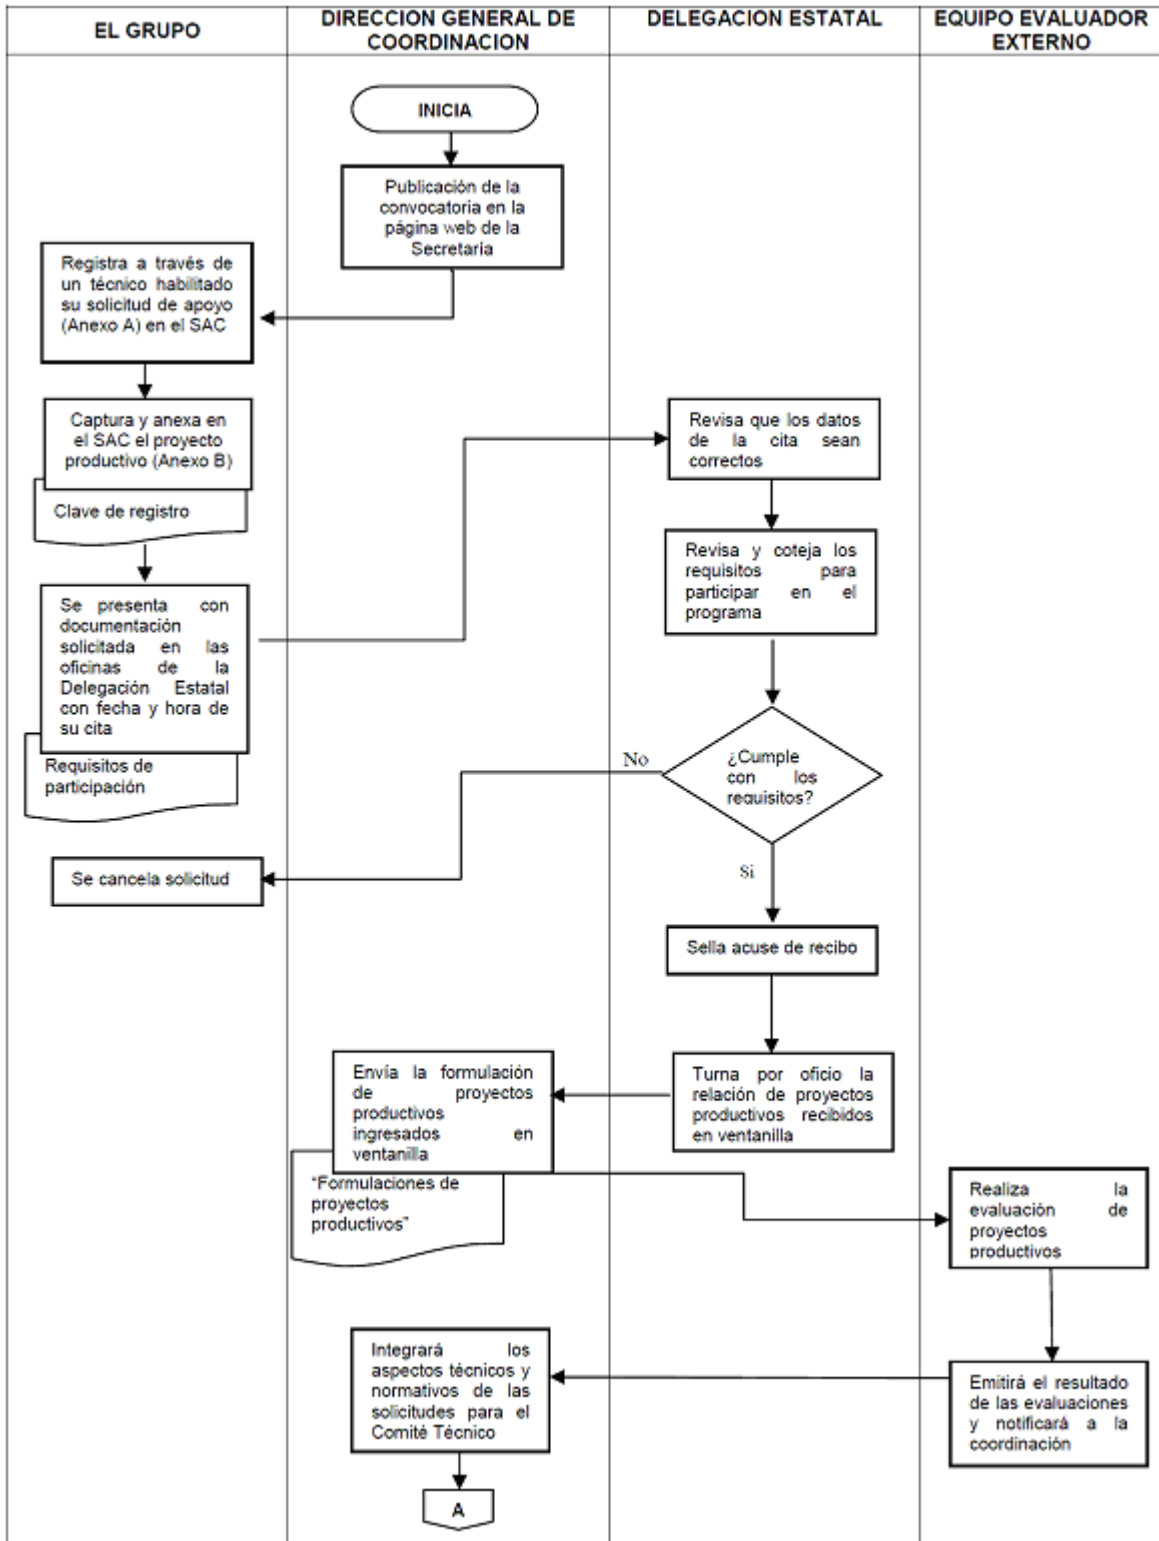 EL GRUPO
DIRECCION GENERAL DE
COORDINACION
DELEGACION ESTATAL
EQUIPO EVALUADOR
EXTERNO
INICIA
Publicación de la
convocatoria en la
página web de la
Secretaría
Registra a través de
un técnico habilitado
su solicitud de apoyo
(Anexo A) en el SAC
Captura y anexa en
el SAC el proyecto
productivo (Anexo B)
Clave de registro
Se presenta con
documentación
solicitada en las
oficinas de la
Delegación Estatal
con fecha y hora de
su cita
Requisitos de
participación
Revisa que los datos
de la cita sean
correctos
Revisa y coteja los
requisitos para
participar en el
programa
¿Cumple
con los
requisitos?
No
Si
Se cancela solicitud
Sella acuse de recibo
Turna por oficio la
relación de proyectos
productivos recibidos
en ventanilla
Envía la formulación
de proyectos
productivos
ingresados en
ventanilla
"Formulaciones de
proyectos
productivos"
Realiza la
evaluación de
proyectos
productivos
Emitirá el resultado
de las evaluaciones
y notificará a la
coordinación
Integrará los
aspectos técnicos y
normativos de las
solicitudes para el
Comité Técnico
A